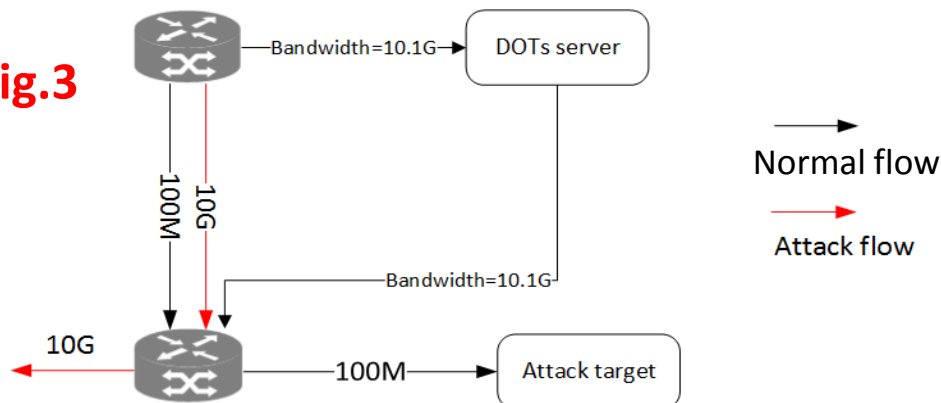 Bandwidth=10.1G
DOTs server
ig.3
100M
10G
Normal flow
Attack flow
Bandwidth=10.1G
10G
100M
Attack target